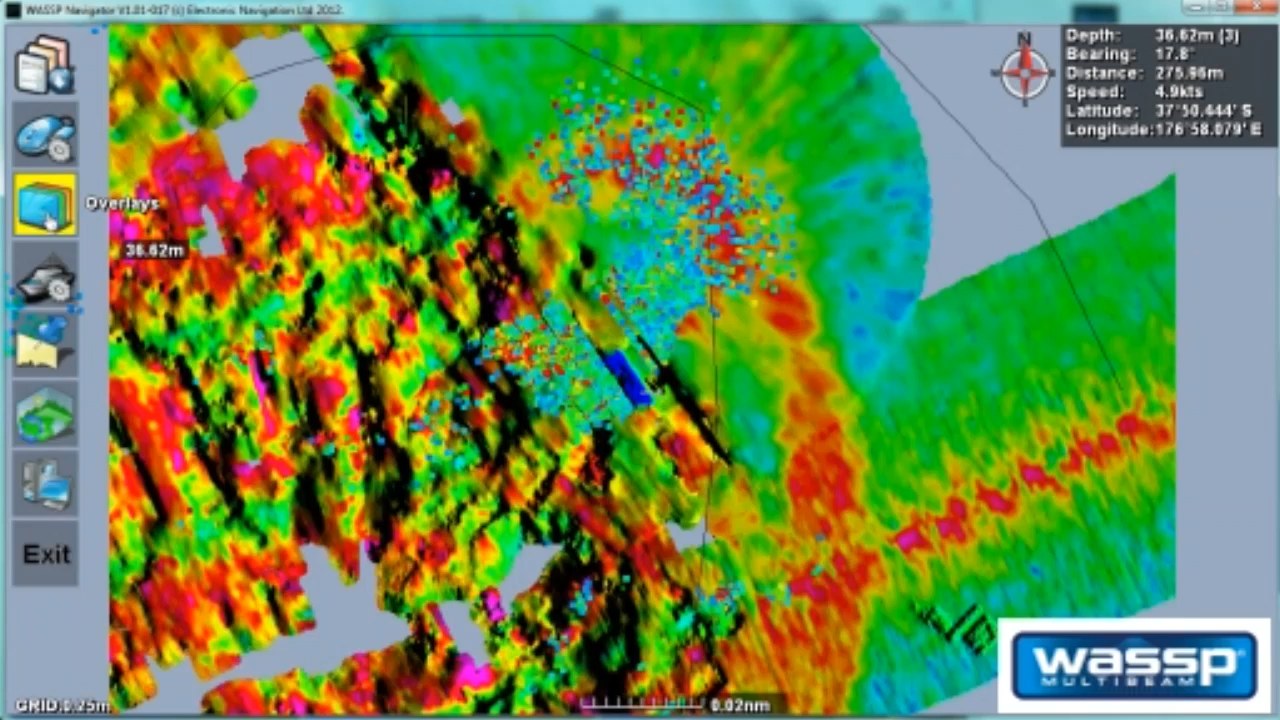 WASSP Navigator V1.01-017 (c) Electronic Navigation Ltd 2012.
Depth: 36.62m (3)
Bearing: 17.8°
Distance: 275.96m
Speed: 4.9kts
Latitude: 37°50.444' S
Longitude: 176°58.079' E
N
Overlays
36.62m
Exit
GRID:0.25m
0.02nm
wassp
MULTIBEAM